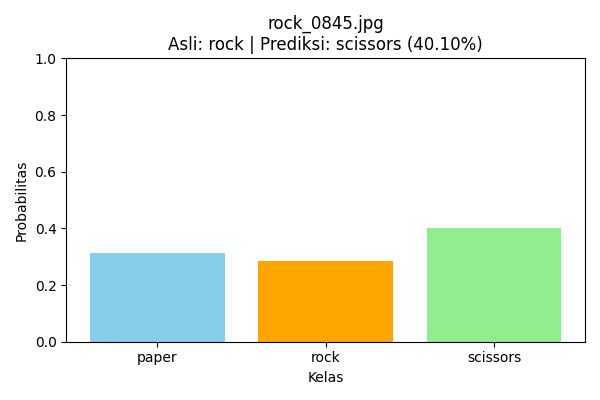 rock_0845.jpg
Asli: rock | Prediksi: scissors (40.10%)
1.0
0.8
0.6
0.4
0.2
0.0
Probabilitas
paper
rock
scissors
Kelas